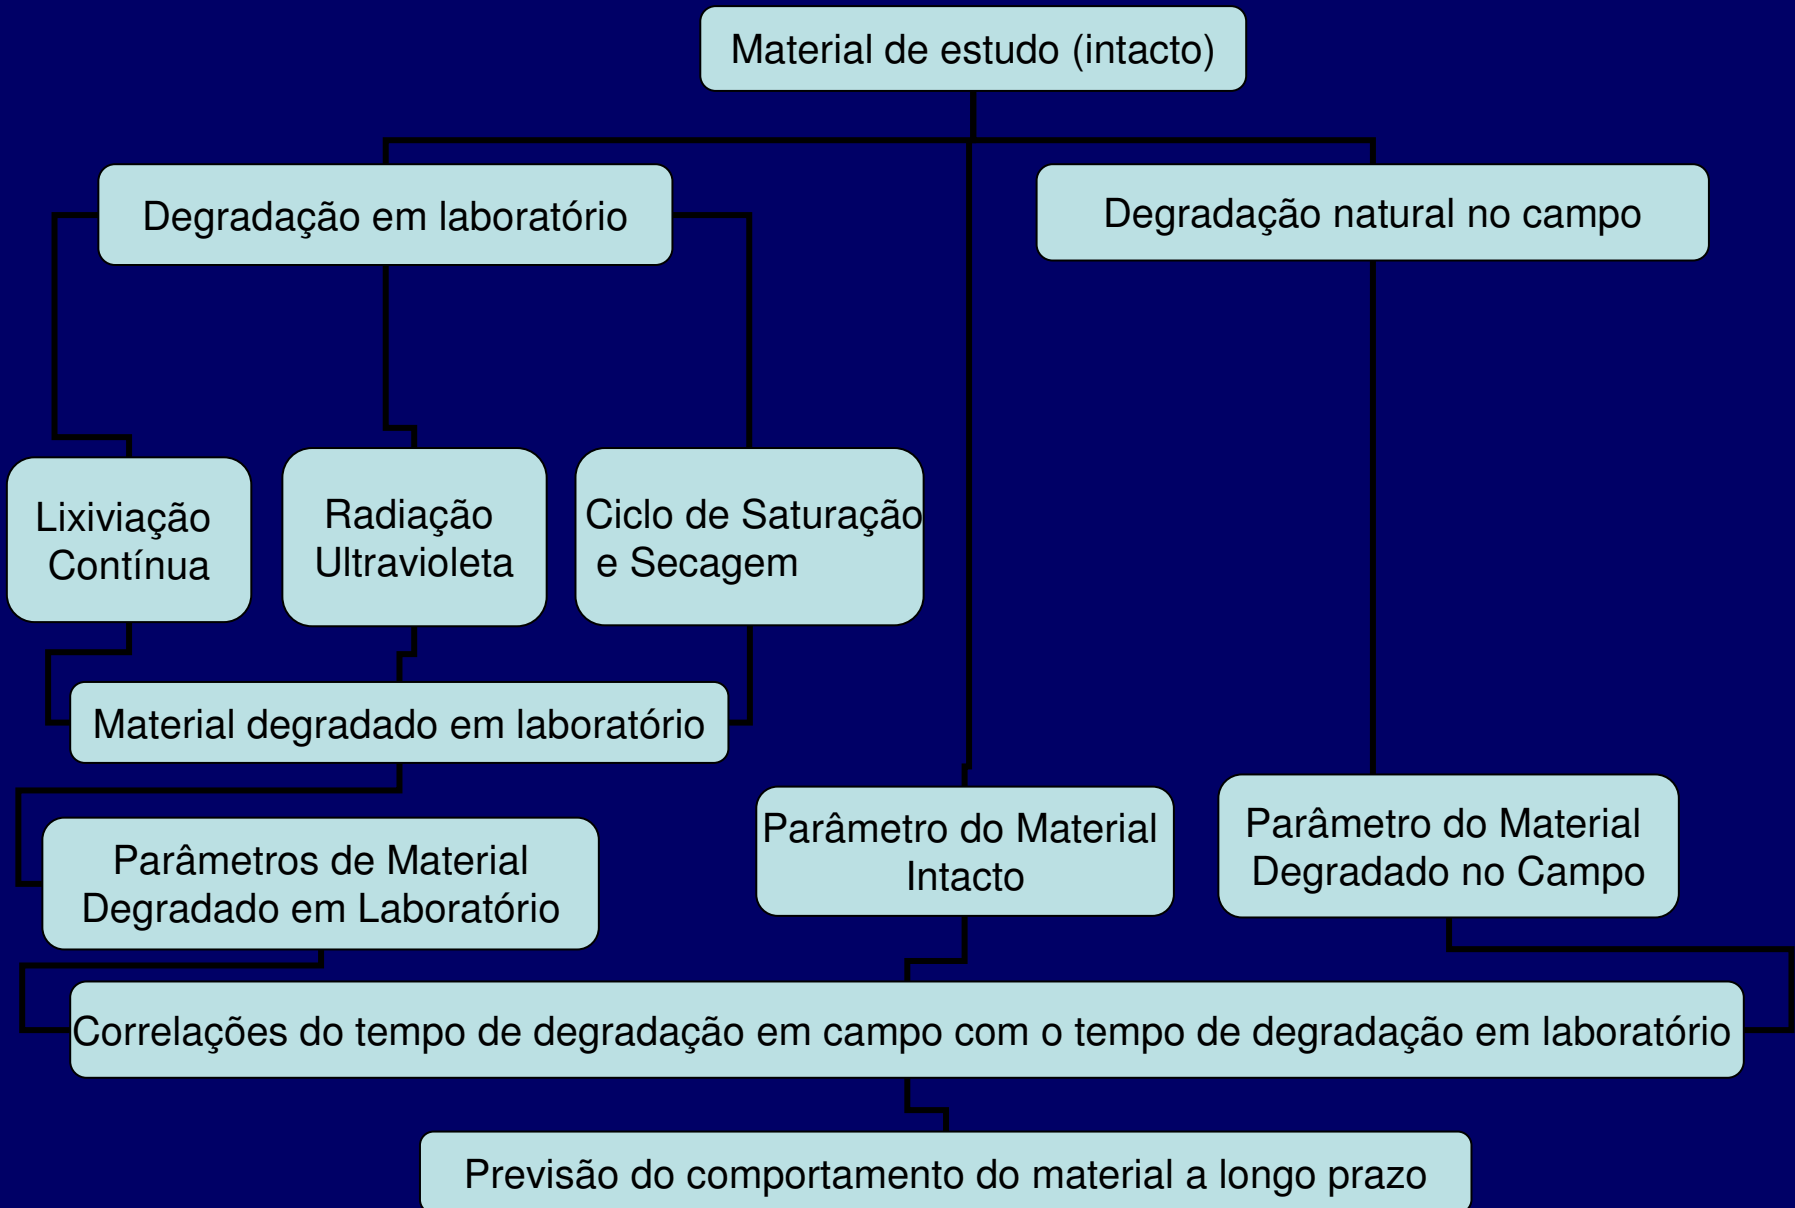 Material de estudo (intacto)
Degradação em laboratório
Degradação natural no campo
Lixiviação
Contínua
Radiação
Ultravioleta
Ciclo de Saturação
e Secagem
Material degradado em laboratório
Parâmetros de Material
Degradado em Laboratório
Parâmetro do Material
Intacto
Parâmetro do Material
Degradado no Campo
Correlações do tempo de degradação em campo com o tempo de degradação em laboratório
Previsão do comportamento do material a longo prazo